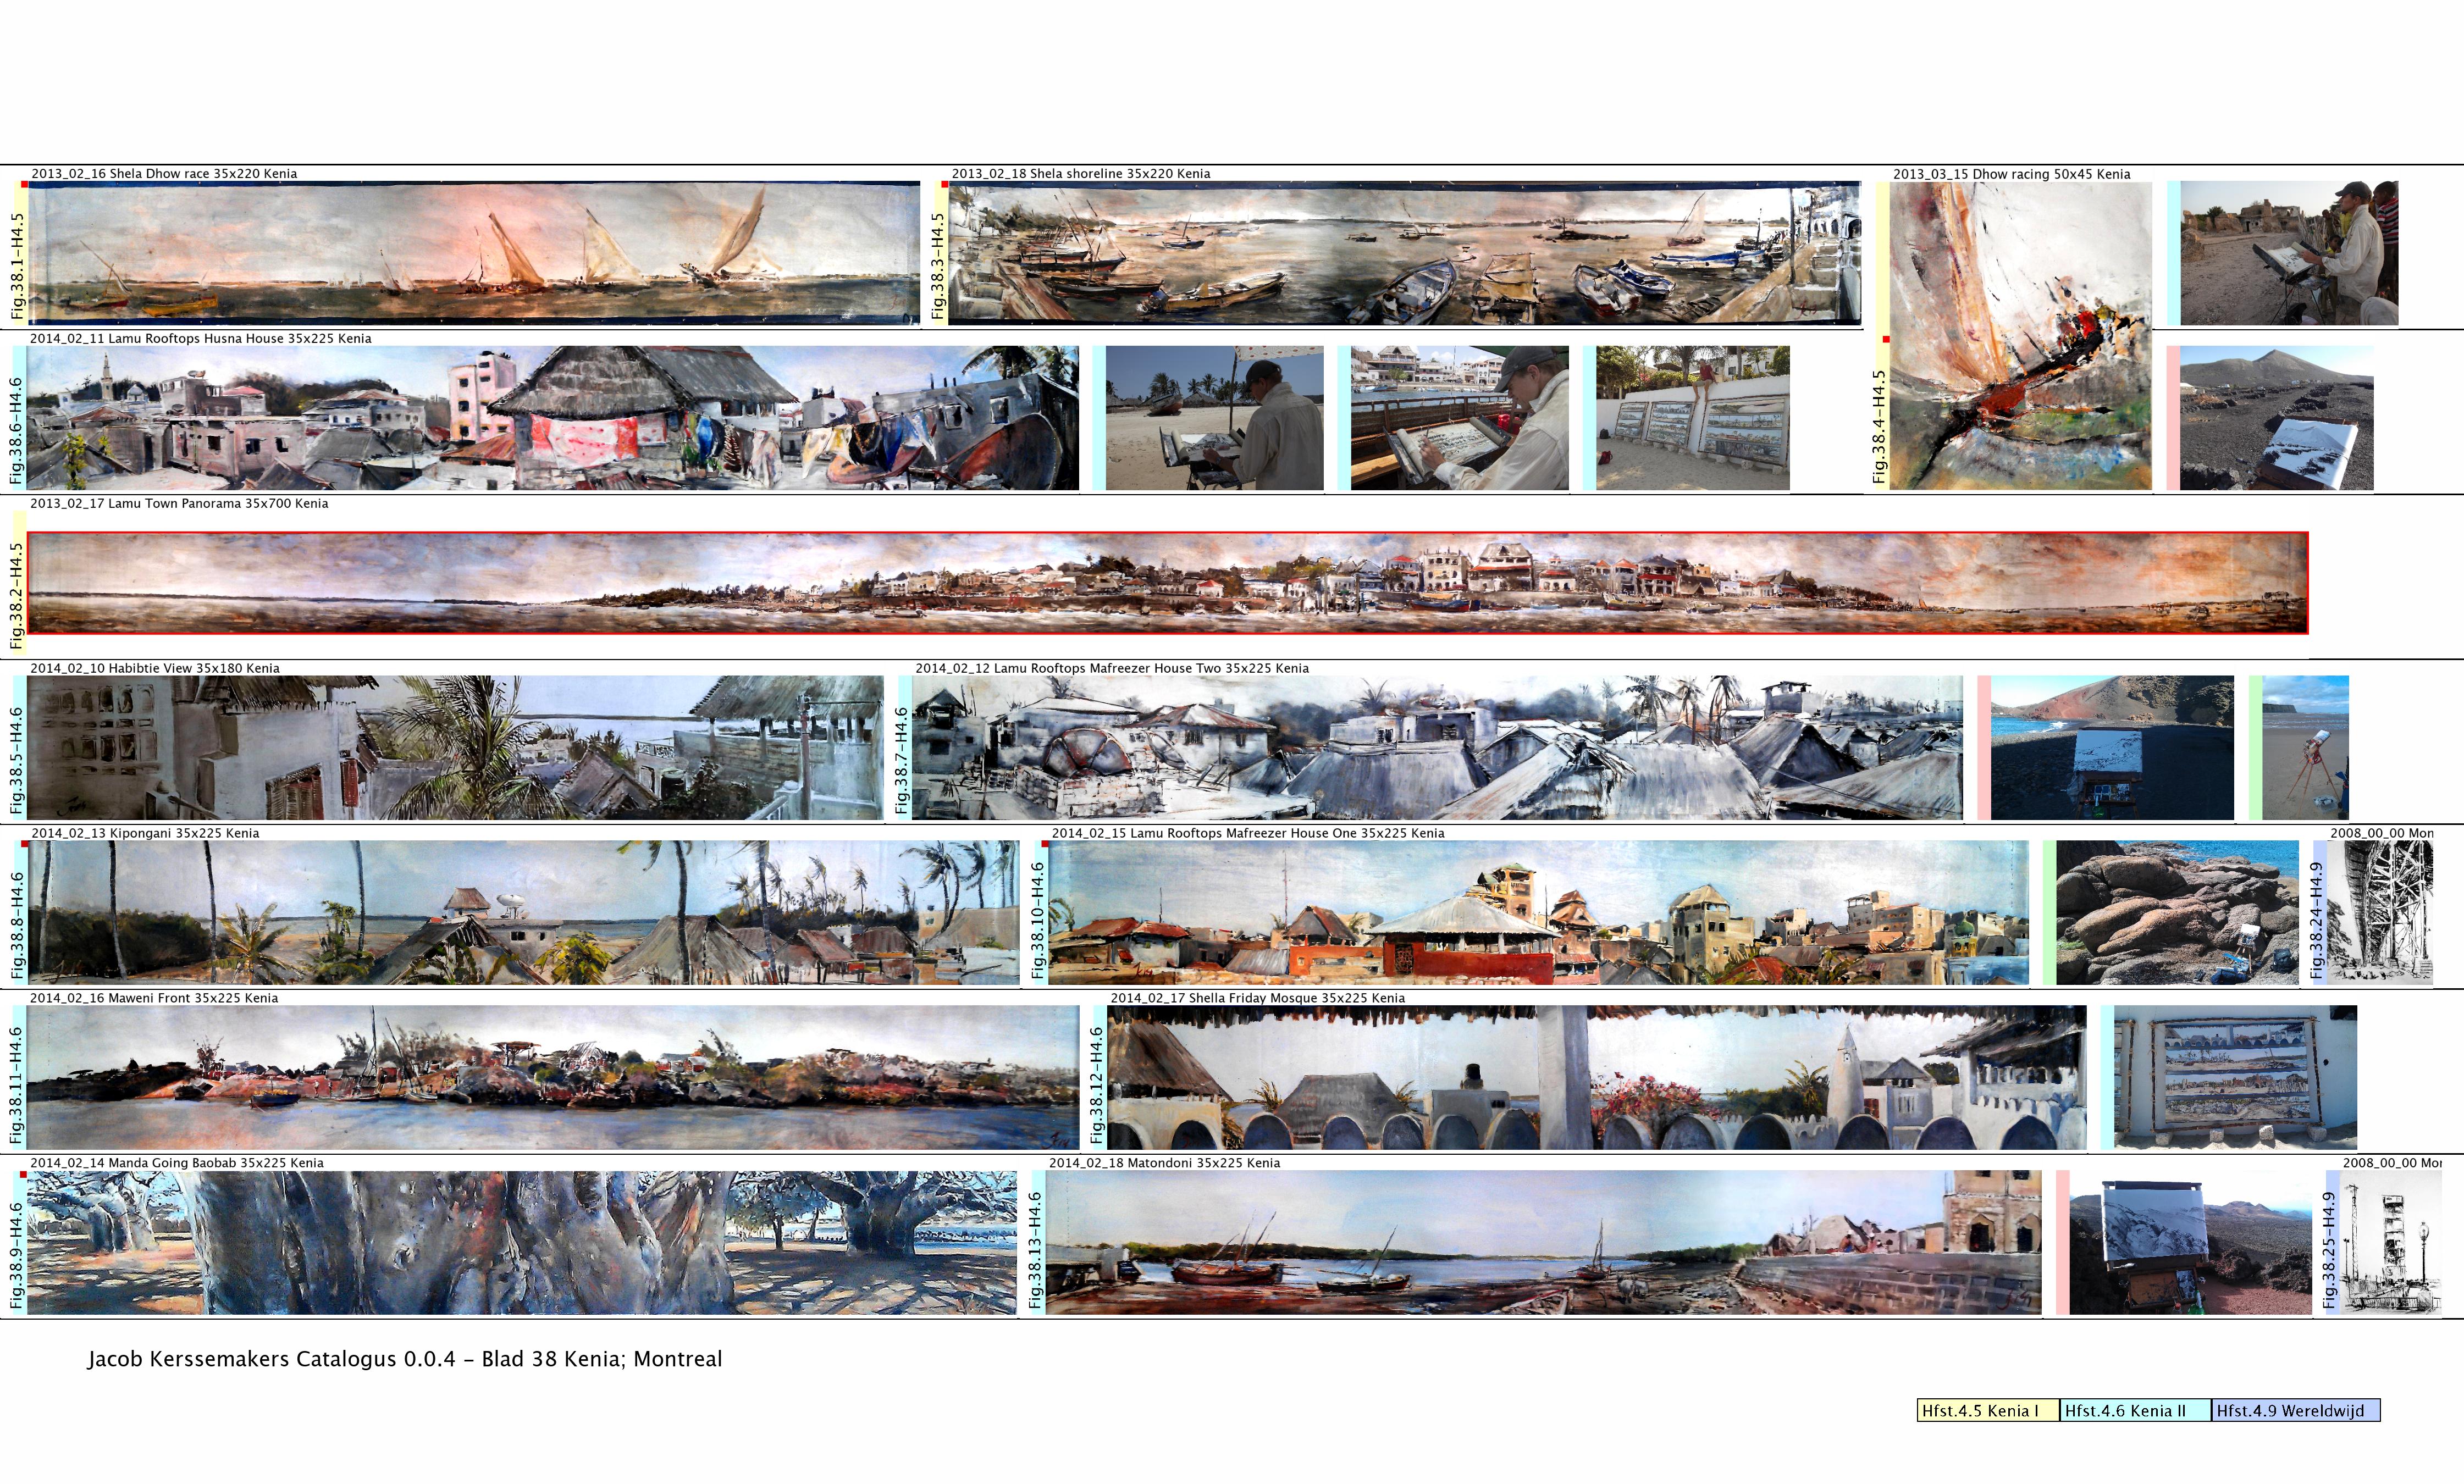 2013_02_16 Shela Dhow race 35x220 Kenia
Fig.38.1-H4.5
2013_02_18 Shela shoreline 35x220 Kenia
Fig.38.3-H4.5
2013_03_15 Dhow racing 50x45 Kenia
Fig.38.4-H4.5
2014_02_11 Lamu Rooftops Husna House 35x225 Kenia
Fig.38.6-H4.6
2013_02_17 Lamu Town Panorama 35x700 Kenia
Fig.38.2-H4.5
2014_02_10 Habibtie View 35x180 Kenia
Fig.38.5-H4.6
2014_02_12 Lamu Rooftops Mafreezer House Two 35x225 Kenia
Fig.38.7-H4.6
2014_02_13 Kipongani 35x225 Kenia
Fig.38.8-H4.6
2014_02_15 Lamu Rooftops Mafreezer House One 35x225 Kenia
Fig.38.10-H4.6
2008_00_00 Mon
Fig.38.24-H4.9
2014_02_16 Maweni Front 35x225 Kenia
Fig.38.11-H4.6
2014_02_17 Shella Friday Mosque 35x225 Kenia
Fig.38.12-H4.6
2014_02_14 Manda Going Baobab 35x225 Kenia
Fig.38.9-H4.6
2014_02_18 Matondoni 35x225 Kenia
Fig.38.13-H4.6
2008_00_00 Mon
Fig.38.25-H4.9
Jacob Kerssemakers Catalogus 0.0.4 - Blad 38 Kenia; Montreal
Hfst.4.5 Kenia I
Hfst.4.6 Kenia II
Hfst.4.9 Wereldwijd